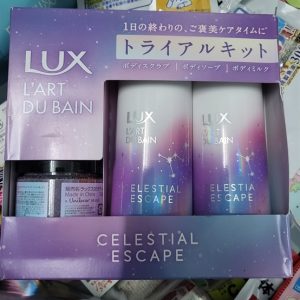 LUX
L'ART
DU BAIN
1日の終わりの、ご褒美ケアタイムに
トライアルキット
ボディスクラブ
ボディソープ
ボディミルク
LUX
L'ART
DU BAIN
CELESTIAL
ESCAPE
LUX
L'ART
DU BAIN
CELESTIAL
ESCAPE
Made in China
CELESTIAL
ESCAPE